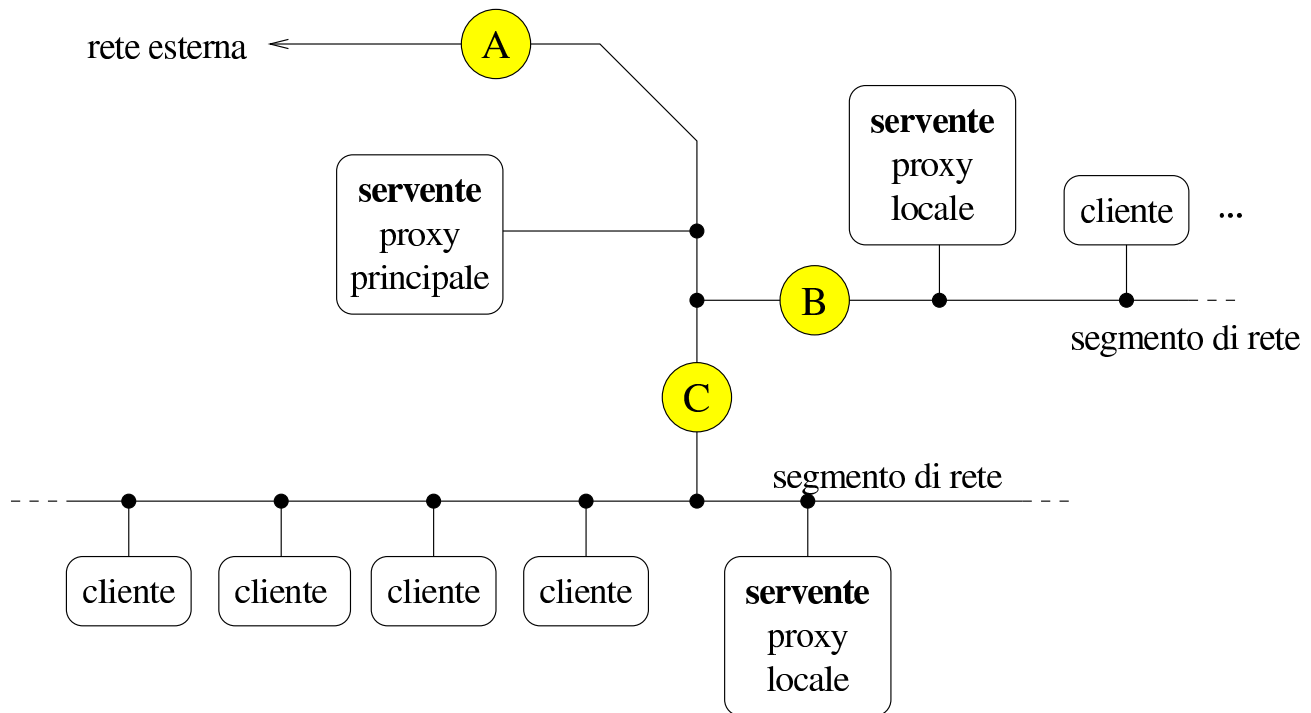 rete esterna
A
servente
proxy
locale
servente
proxy
principale
cliente
...
B
segmento di rete
C
segmento di rete
cliente
cliente
cliente
cliente
servente
proxy
locale